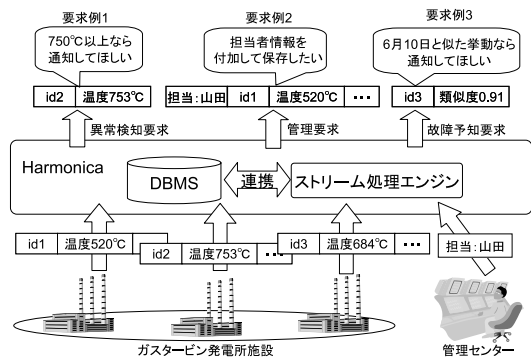 要求例1
要求例2
要求例3
750℃以上なら
通知してほしい
担当者情報を
付加して保存したい
6月10日と似た挙動なら
通知してほしい
id2 温度753℃
担当:山田 id1 温度520℃ ･･･
id3 類似度0.91
異常検知要求
管理要求
故障予知要求
Harmonica
DBMS
連携
ストリーム処理エンジン
id1 温度520℃
id2 温度753℃ ･･･
id3 温度684℃ ･･･
担当:山田
ガスタービン発電所施設
管理センター